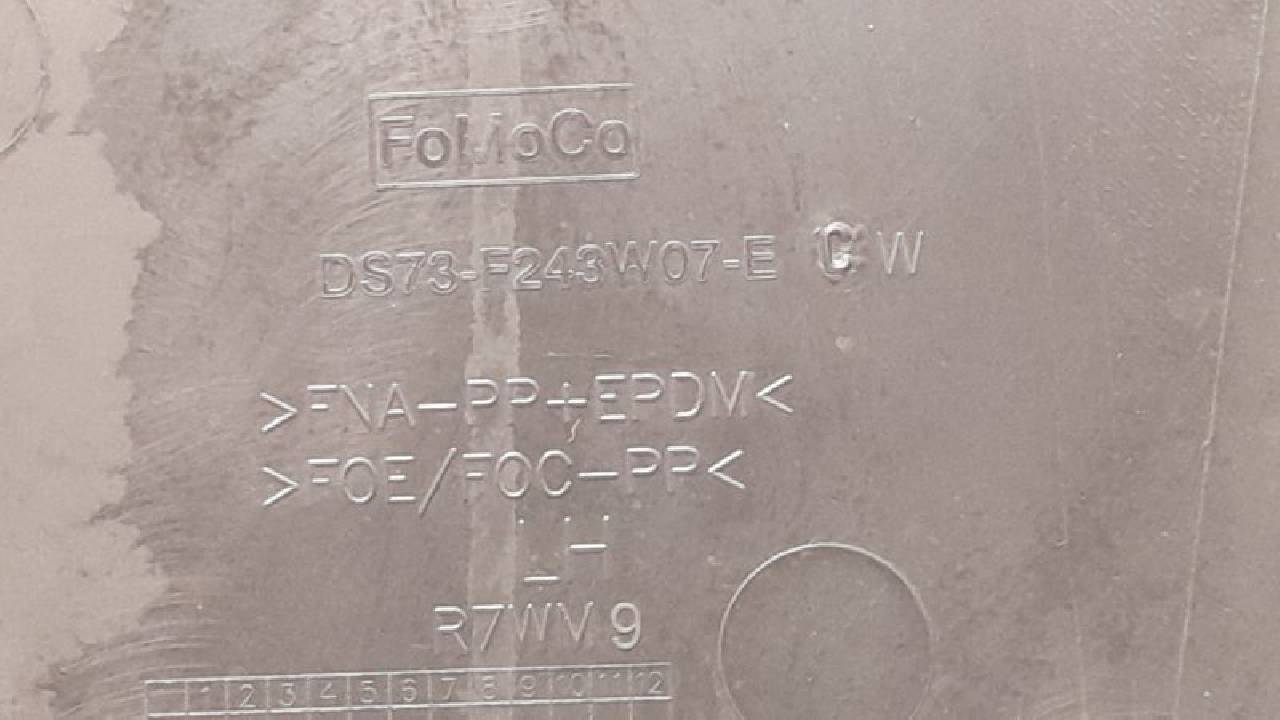 FoMoCo
DS73-F243W07-E C W
>FNA-PP+EPDM<
>FOE/FOC-PP<
LH
R7WV 9
1 2 3 4 5 6 7 8 9 10 11 12